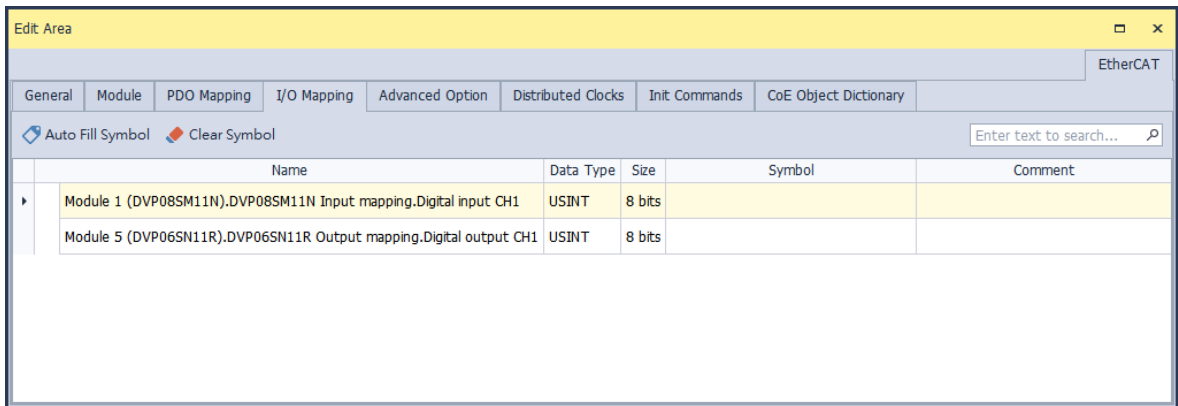 Edit Area
EtherCAT
General Module PDO Mapping I/O Mapping Advanced Option Distributed Clocks Init Commands CoE Object Dictionary
Auto Fill Symbol Clear Symbol Enter text to search...
Name Data Type Size Symbol Comment
Module 1 (DVP08SM11N).DVP08SM11N Input mapping.Digital input CH1 USINT 8 bits
Module 5 (DVP06SN11R).DVP06SN11R Output mapping.Digital output CH1 USINT 8 bits